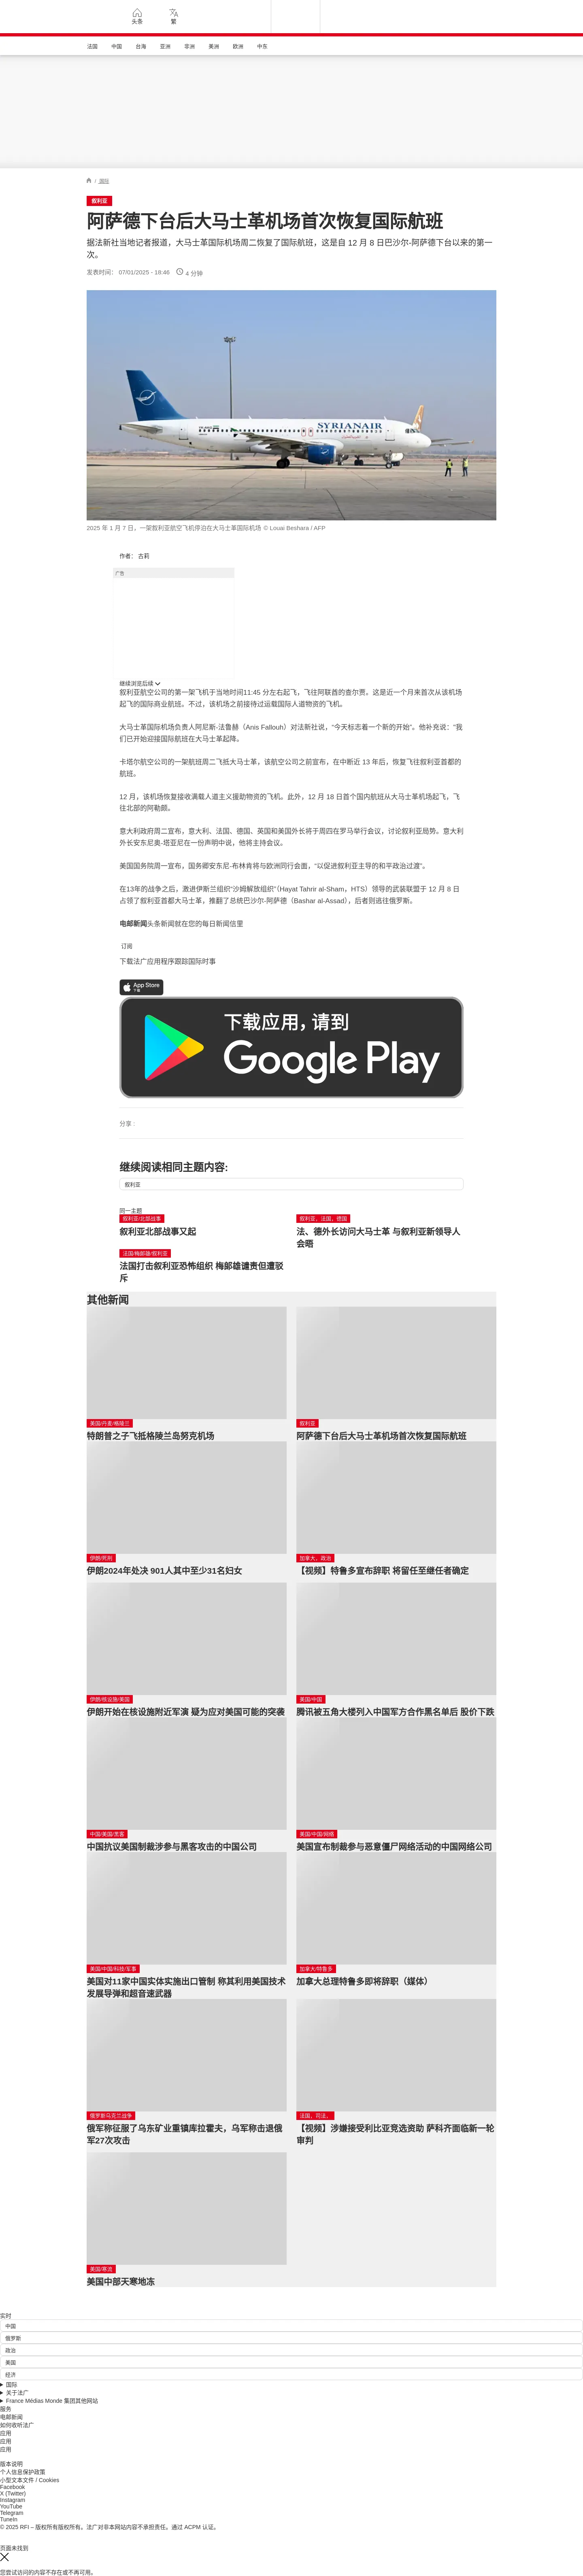 头条
繁
法国
中国
台海
亚洲
非洲
美洲
欧洲
中东
/ 国际
叙利亚
阿萨德下台后大马士革机场首次恢复国际航班
据法新社当地记者报道，大马士革国际机场周二恢复了国际航班，这是自 12 月 8 日巴沙尔-阿萨德下台以来的第一
次。
发表时间： 07/01/2025 - 18:46
4 分钟
SYRIANAIR
2025 年 1 月 7 日，一架叙利亚航空飞机停泊在大马士革国际机场 © Louai Beshara / AFP
作者： 古莉
广告
继续浏览后续
叙利亚航空公司的第一架飞机于当地时间11:45 分左右起飞，飞往阿联酋的查尔贾。这是近一个月来首次从该机场
起飞的国际商业航班。不过，该机场之前接待过运载国际人道物资的飞机。
大马士革国际机场负责人阿尼斯-法鲁赫（Anis Fallouh）对法新社说，"今天标志着一个新的开始"。他补充说："我
们已开始迎接国际航班在大马士革起降。
卡塔尔航空公司的一架航班周二飞抵大马士革，该航空公司之前宣布，在中断近 13 年后，恢复飞往叙利亚首都的
航班。
12 月，该机场恢复接收满载人道主义援助物资的飞机。此外，12 月 18 日首个国内航班从大马士革机场起飞，飞
往北部的阿勒颇。
意大利政府周二宣布，意大利、法国、德国、英国和美国外长将于周四在罗马举行会议，讨论叙利亚局势。意大利
外长安东尼奥-塔亚尼在一份声明中说，他将主持会议。
美国国务院周一宣布，国务卿安东尼-布林肯将与欧洲同行会面，"以促进叙利亚主导的和平政治过渡"。
在13年的战争之后，激进伊斯兰组织"沙姆解放组织"（Hayat Tahrir al-Sham，HTS）领导的武装联盟于 12 月 8 日
占领了叙利亚首都大马士革，推翻了总统巴沙尔-阿萨德（Bashar al-Assad），后者则逃往俄罗斯。
电邮新闻头条新闻就在您的每日新闻信里
订阅
下载法广应用程序跟踪国际时事
App Store
下载
下载应用，请到
Google Play
分享 :
继续阅读相同主题内容:
叙利亚
同一主题
叙利亚/北部战事
叙利亚北部战事又起
叙利亚，法国，德国
法、德外长访问大马士革 与叙利亚新领导人
会晤
法国/梅郎雄/叙利亚
法国打击叙利亚恐怖组织 梅郎雄谴责但遭驳
斥
其他新闻
美国/丹麦/格陵兰
特朗普之子飞抵格陵兰岛努克机场
叙利亚
阿萨德下台后大马士革机场首次恢复国际航班
伊朗/死刑
伊朗2024年处决 901人其中至少31名妇女
加拿大，政治
【视频】特鲁多宣布辞职 将留任至继任者确定
伊朗/核设施/美国
伊朗开始在核设施附近军演 疑为应对美国可能的突袭
美国/中国
腾讯被五角大楼列入中国军方合作黑名单后 股价下跌
中国/美国/黑客
中国抗议美国制裁涉参与黑客攻击的中国公司
美国/中国/网络
美国宣布制裁参与恶意僵尸网络活动的中国网络公司
美国/中国/科技/军事
美国对11家中国实体实施出口管制 称其利用美国技术
发展导弹和超音速武器
加拿大/特鲁多
加拿大总理特鲁多即将辞职（媒体）
俄罗斯乌克兰战争
俄军称征服了乌东矿业重镇库拉霍夫，乌军称击退俄
军27次攻击
法国，司法，
【视频】涉嫌接受利比亚竞选资助 萨科齐面临新一轮
审判
美国/寒流
美国中部天寒地冻
实时
中国
俄罗斯
政治
美国
经济
国际
关于法广
France Médias Monde 集团其他网站
服务
电邮新闻
如何收听法广
应用
应用
应用
版本说明
个人信息保护政策
小型文本文件 / Cookies
Facebook
X (Twitter)
Instagram
YouTube
Telegram
TuneIn
© 2025 RFI – 版权所有版权所有。法广对非本网站内容不承担责任。通过 ACPM 认证。
页面未找到
您尝试访问的内容不存在或不再可用。